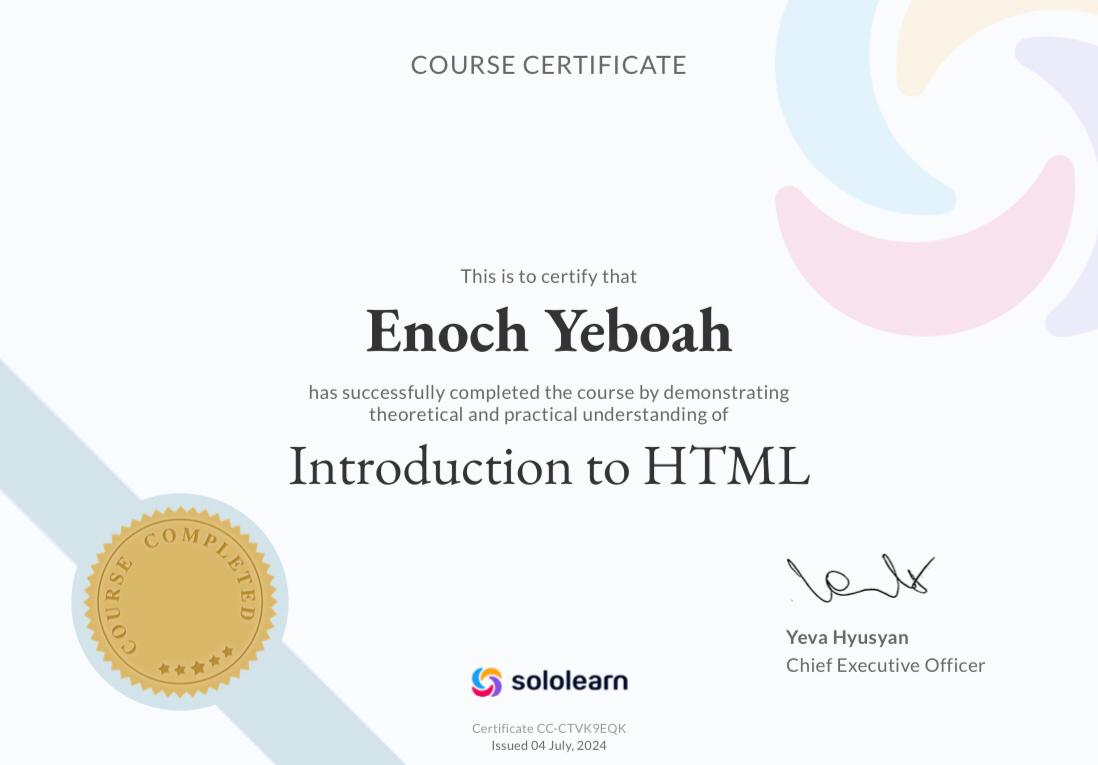 COURSE CERTIFICATE
This is to certify that
Enoch Yeboah
has successfully completed the course by demonstrating
theoretical and practical understanding of
Introduction to HTML
COURSE COMPLETED
Yeva Hyusyan
Chief Executive Officer
sololearn
Certificate CC-CTVK9EQK
Issued 04 July, 2024